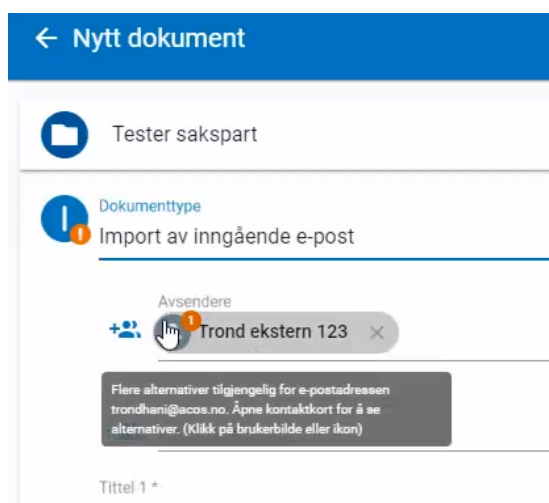 Nytt dokument
Tester sakspart
Dokumenttype
I
!
Import av inngående e-post
Avsendere
1
Trond ekstern 123
Flere alternativer tilgjengelig for e-postadressen
trondhani@acos.no. Åpne kontaktkort for å se
alternativer. (Klikk på brukerbilde eller ikon)
Tittel 1 *